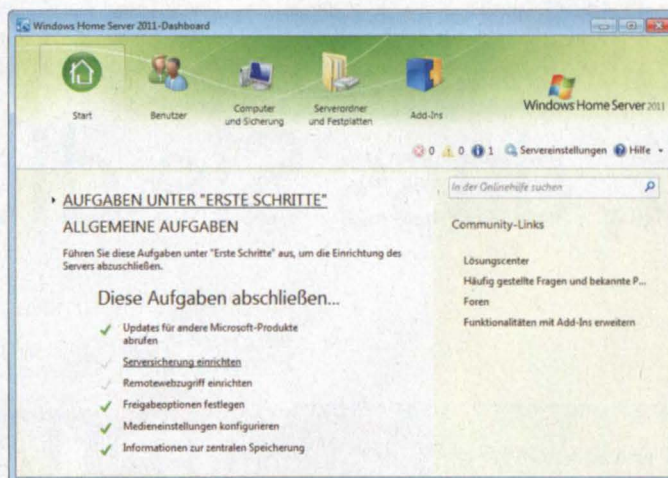 Windows Home Server 2011-Dashboard
Start
Benutzer
Computer
und Sicherung
Serverordner
und Festplatten
Add-Ins
Windows Home Server 2011
0 0 1 Servereinstellungen Hilfe
AUFGABEN UNTER "ERSTE SCHRITTE"
ALLGEMEINE AUFGABEN
Führen Sie diese Aufgaben unter "Erste Schritte" aus, um die Einrichtung des
Servers abzuschließen.
Diese Aufgaben abschließen...
Updates für andere Microsoft-Produkte
abrufen
Serversicherung einrichten
Remotewebzugriff einrichten
Freigabeoptionen festlegen
Medieneinstellungen konfigurieren
Informationen zur zentralen Speicherung
In der Onlinehilfe suchen
Community-Links
Lösungscenter
Häufig gestellte Fragen und bekannte P...
Foren
Funktionalitäten mit Add-Ins erweitern